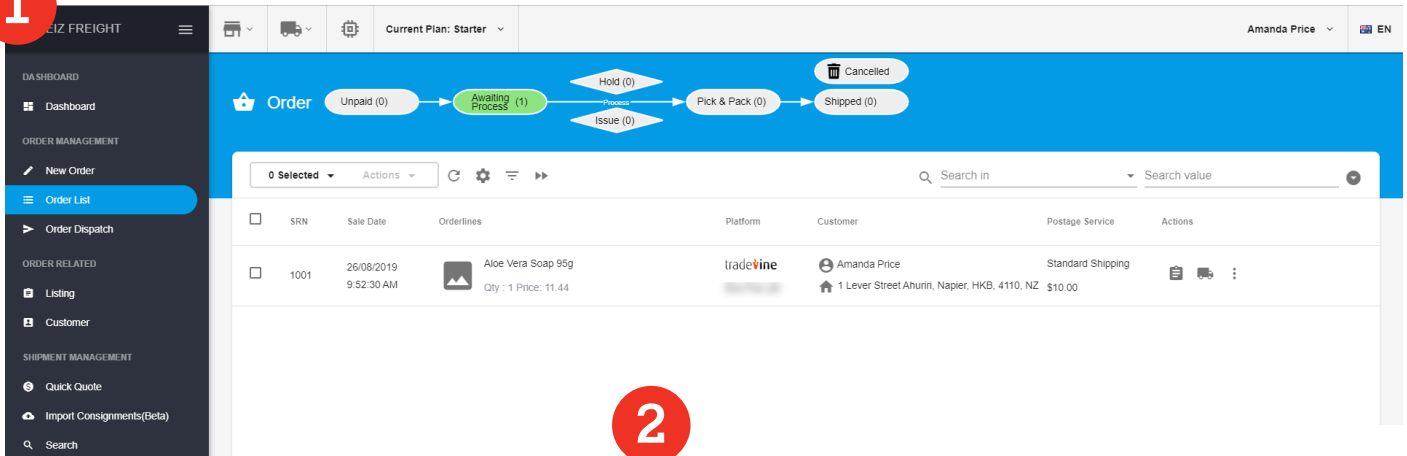 1
EIZ FREIGHT
Current Plan: Starter
Amanda Price
EN
DASHBOARD
Dashboard
ORDER MANAGEMENT
New Order
Order List
Order Dispatch
ORDER RELATED
Listing
Customer
SHIPMENT MANAGEMENT
Quick Quote
Import Consignments(Beta)
Search
Order
Unpaid (0)
Awaiting
Process (1)
Hold (0)
Process
Issue (0)
Pick & Pack (0)
Cancelled
Shipped (0)
0 Selected
Actions
Search in
Search value
SRN Sale Date Orderlines Platform Customer Postage Service Actions
1001
26/08/2019
9:52:30 AM
Aloe Vera Soap 95g
Qty : 1 Price: 11.44
tradevine
Amanda Price
1 Lever Street Ahuriri, Napier, HKB, 4110, NZ
Standard Shipping
$10.00
2